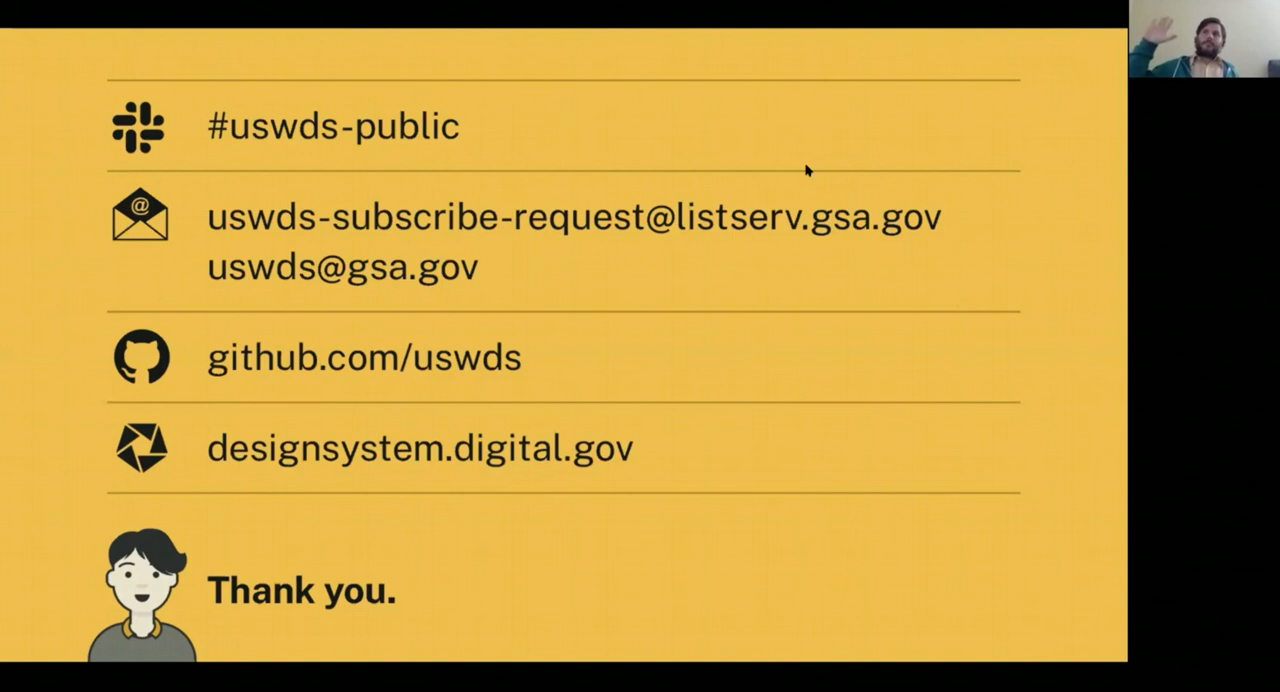 #uswds-public
uswds-subscribe-request@listserv.gsa.gov
uswds@gsa.gov
github.com/uswds
designsystem.digital.gov
Thank you.